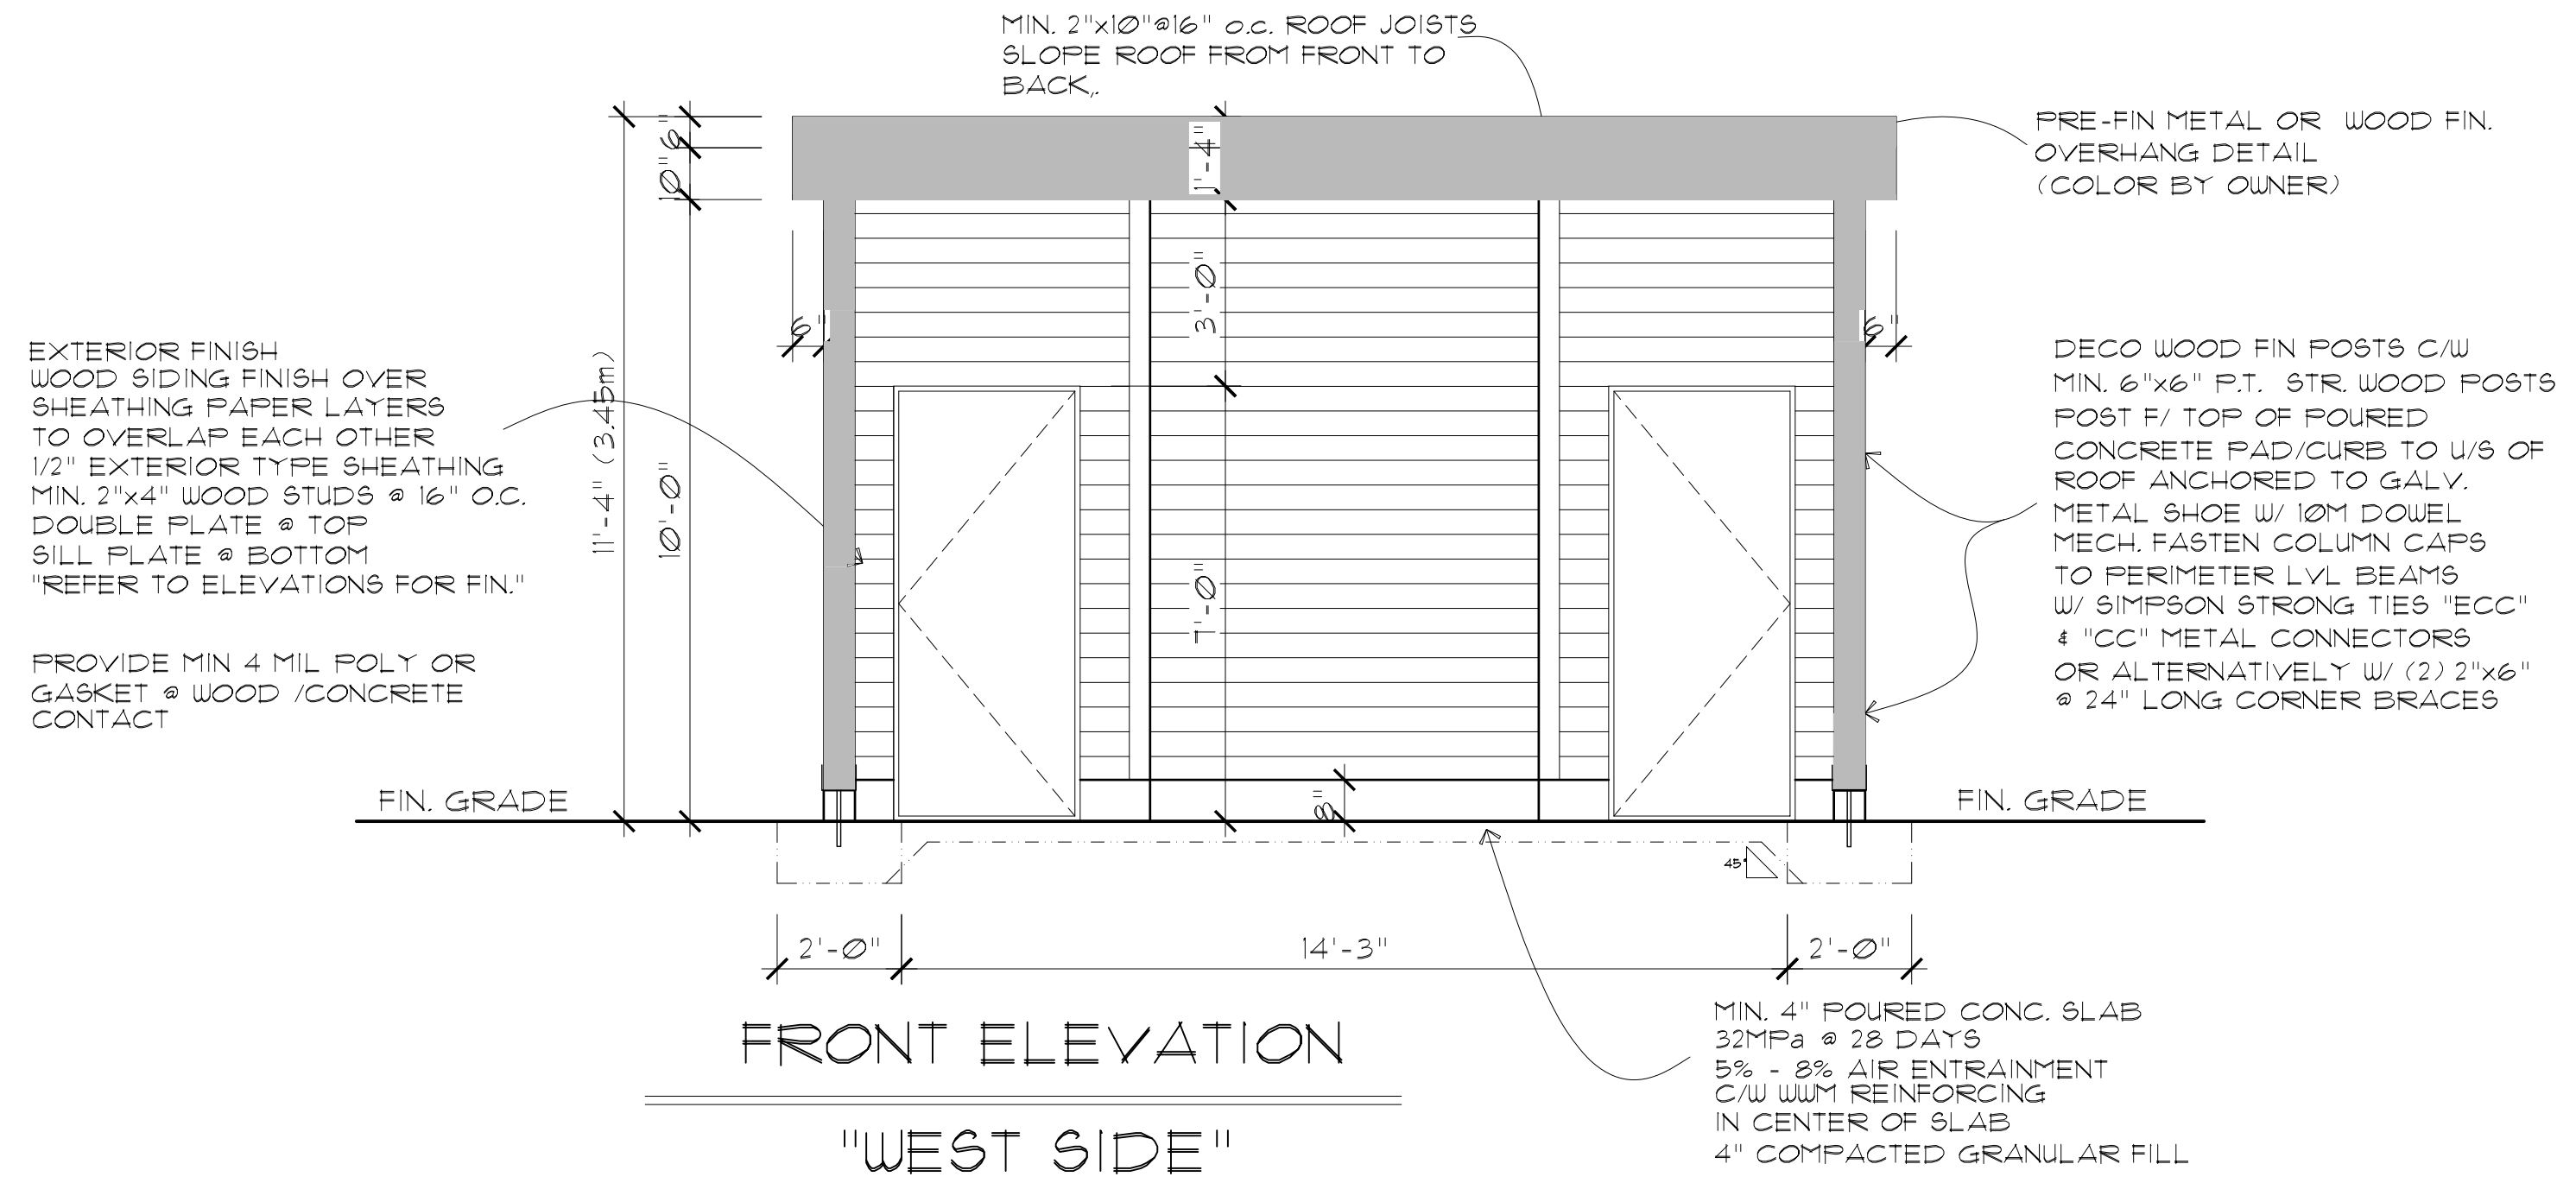 MIN. 2"x10"@16" o.c. ROOF JOISTS
SLOPE ROOF FROM FRONT TO
BACK,.
PRE-FIN METAL OR WOOD FIN.
OVERHANG DETAIL
(COLOR BY OWNER)
6"
10"
1'-4"
3'-0"
6"
6"
11'-4" (3.45m)
10'-0"
7'-0"
8"
EXTERIOR FINISH
WOOD SIDING FINISH OVER
SHEATHING PAPER LAYERS
TO OVERLAP EACH OTHER
1/2" EXTERIOR TYPE SHEATHING
MIN. 2"x4" WOOD STUDS @ 16" O.C.
DOUBLE PLATE @ TOP
SILL PLATE @ BOTTOM
"REFER TO ELEVATIONS FOR FIN."
PROVIDE MIN 4 MIL POLY OR
GASKET @ WOOD /CONCRETE
CONTACT
DECO WOOD FIN POSTS C/W
MIN. 6"x6" P.T. STR. WOOD POSTS
POST F/ TOP OF POURED
CONCRETE PAD/CURB TO U/S OF
ROOF ANCHORED TO GALV.
METAL SHOE W/ 10M DOWEL
MECH. FASTEN COLUMN CAPS
TO PERIMETER LVL BEAMS
W/ SIMPSON STRONG TIES "ECC"
& "CC" METAL CONNECTORS
OR ALTERNATIVELY W/ (2) 2"x6"
@ 24" LONG CORNER BRACES
FIN. GRADE
FIN. GRADE
45°
2'-0"
14'-3"
2'-0"
FRONT ELEVATION
"WEST SIDE"
MIN. 4" POURED CONC. SLAB
32MPa @ 28 DAYS
5% - 8% AIR ENTRAINMENT
C/W WWM REINFORCING
IN CENTER OF SLAB
4" COMPACTED GRANULAR FILL